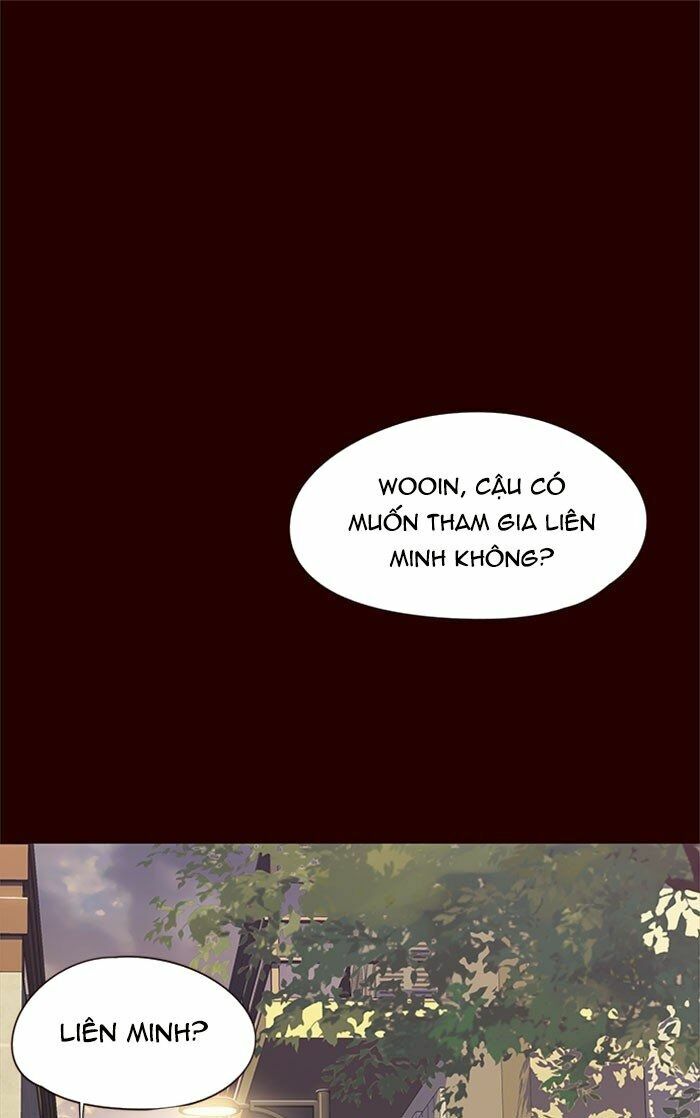 WOOIN, CẬU CÓ
MUỐN THAM GIA LIÊN
MINH KHÔNG?
LIÊN MINH?